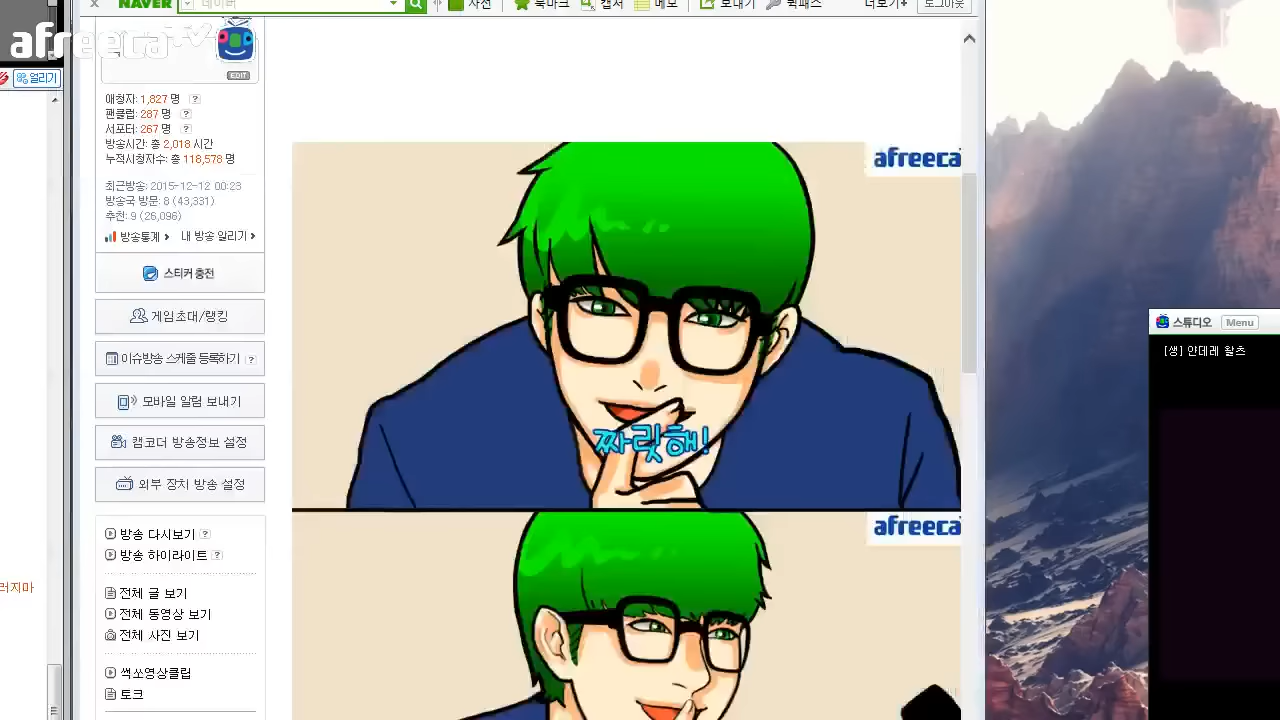 NAVER
사전
북마크
캡처
메모
보내기
퀵패스
더보기+
로그아웃
afreecaTV
열리기
EDIT
애청자: 1,827 명 ?
팬클럽: 287 명 ?
서포터: 267 명 ?
방송시간: 총 2,018 시간
누적시청자수: 총 118,578 명
최근방송: 2015-12-12 00:23
방송국 방문: 8 (43,331)
추천: 9 (26,096)
방송통계
내 방송 알리기
스티커 충전
게임초대/랭킹
이슈방송 스케줄 등록하기 ?
모바일 알럼 보내기
캠코더 방송정보 설정
외부 장치 방송 설정
방송 다시보기 ?
방송 하이라이트 ?
전체 글 보기
전체 동영상 보기
전체 사진 보기
썩쏘영상클럽
토크
러지마
afreeca
짜릿해!
afreeca
스튜디오
Menu
[생] 안데레 왈츠